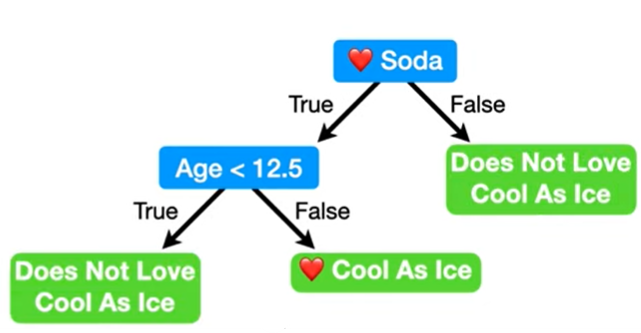 ❤️ Soda
True
False
Age < 12.5
Does Not Love
Cool As Ice
True
False
Does Not Love
Cool As Ice
❤️ Cool As Ice